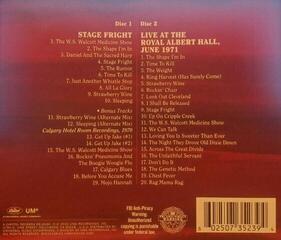 Disc 1
STAGE FRIGHT
1. The W.S. Walcott Medicine Show
2. The Shape I'm In
3. Daniel And The Sacred Harp
4. Stage Fright
5. The Rumor
6. Time To Kill
7. Just Another Whistle Stop
8. All La Glory
9. Strawberry Wine
10. Sleeping
• Bonus Tracks
11. Strawberry Wine (Alternate Mix)
12. Sleeping (Alternate Mix)
Calgary Hotel Room Recordings, 1970
13. Get Up Jake (#1)
14. Get Up Jake (#2)
15. The W.S. Walcott Medicine Show
16. Rockin' Pneumonia And
The Boogie Woogie Flu
17. Calgary Blues
18. Before You Accuse Me
19. Mojo Hannah
Disc 2
LIVE AT THE
ROYAL ALBERT HALL,
JUNE 1971
1. The Shape I'm In
2. Time To Kill
3. The Weight
4. King Harvest (Has Surely Come)
5. Strawberry Wine
6. Rockin' Chair
7. Look Out Cleveland
8. I Shall Be Released
9. Stage Fright
10. Up On Cripple Creek
11. The W.S. Walcott Medicine Show
12. We Can Talk
13. Loving You Is Sweeter Than Ever
14. The Night They Drove Old Dixie Down
15. Across The Great Divide
16. The Unfaithful Servant
17. Don't Do It
18. The Genetic Method
19. Chest Fever
20. Rag Mama Rag
UMe
FBI Anti-Piracy
Warning:
Unauthorized
copying is punishable
under federal law.
6 02507 35239